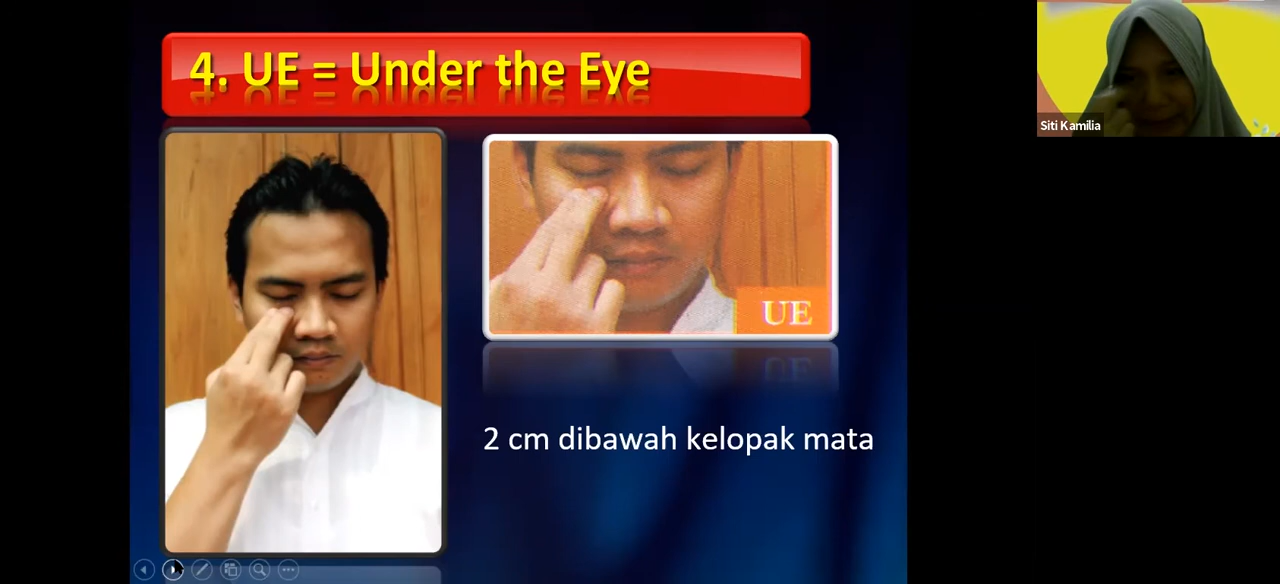 4. UE = Under the Eye
UE
2 cm dibawah kelopak mata
Siti Kamilia